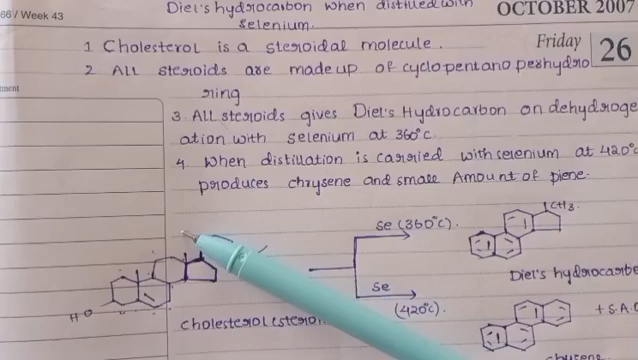 66 / Week 43
Diel's hydrocarbon when distilled with
Selenium.
OCTOBER 2007
Friday
26
1 Cholesterol is a steroidal molecule.
2 All steroids are made up of cyclopentano perhydro
ring
3. All steroids gives Diel's Hydrocarbon on dehydroge
ation with selenium at 360°c.
4. when distillation is carried with selenium at 420°c
produces chrysene and small Amount of piene.
Se (360°c).
CH3.
Diel's hydrocarbe
Se
(420°c).
HO
cholesterol (stero
+ S.A.O